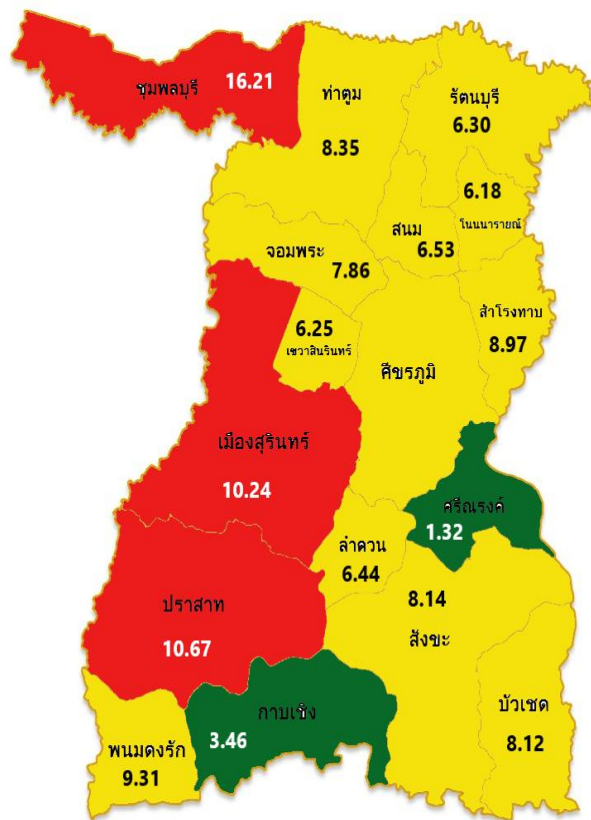 ชุมพลบุรี
16.21
ท่าตูม
8.35
รัตนบุรี
6.30
6.18
โนนนารายณ์
สนม
6.53
จอมพระ
7.86
6.25
เขวาสินรินทร์
สำโรงทาบ
8.97
ศีขรภูมิ
เมืองสุรินทร์
10.24
ศรีณรงค์
1.32
ลำดวน
6.44
8.14
สังขะ
ปราสาท
10.67
กาบเชิง
3.46
บัวเชด
8.12
พนมดงรัก
9.31